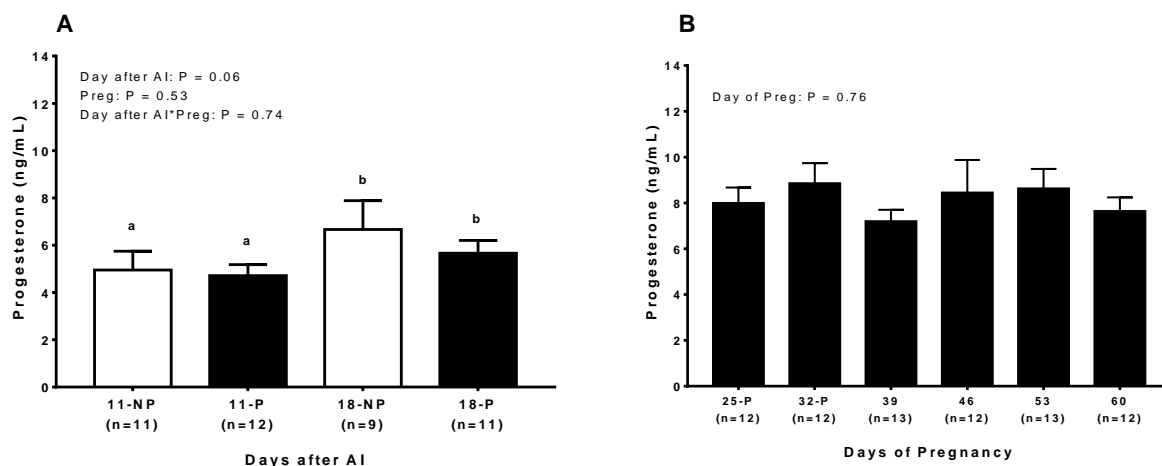 A
Progesterone (ng/mL)
14
12
10
8
6
4
2
0
Day after AI: P = 0.06
Preg: P = 0.53
Day after AI*Preg: P = 0.74
a
a
b
b
11-NP 11-P 18-NP 18-P
(n=11) (n=12) (n=9) (n=11)
Days after AI
B
Progesterone (ng/mL)
14
12
10
8
6
4
2
0
Day of Preg: P = 0.76
25-P 32-P 39 46 53 60
(n=12) (n=12) (n=13) (n=12) (n=13) (n=12)
Days of Pregnancy